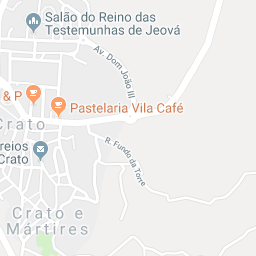 Salão do Reino das
Testemunhas de Jeová
Av. Dom João III
& P
Pastelaria Vila Café
Crato
R. Fundo da Torre
reios
Crato
Crato e
Mártires